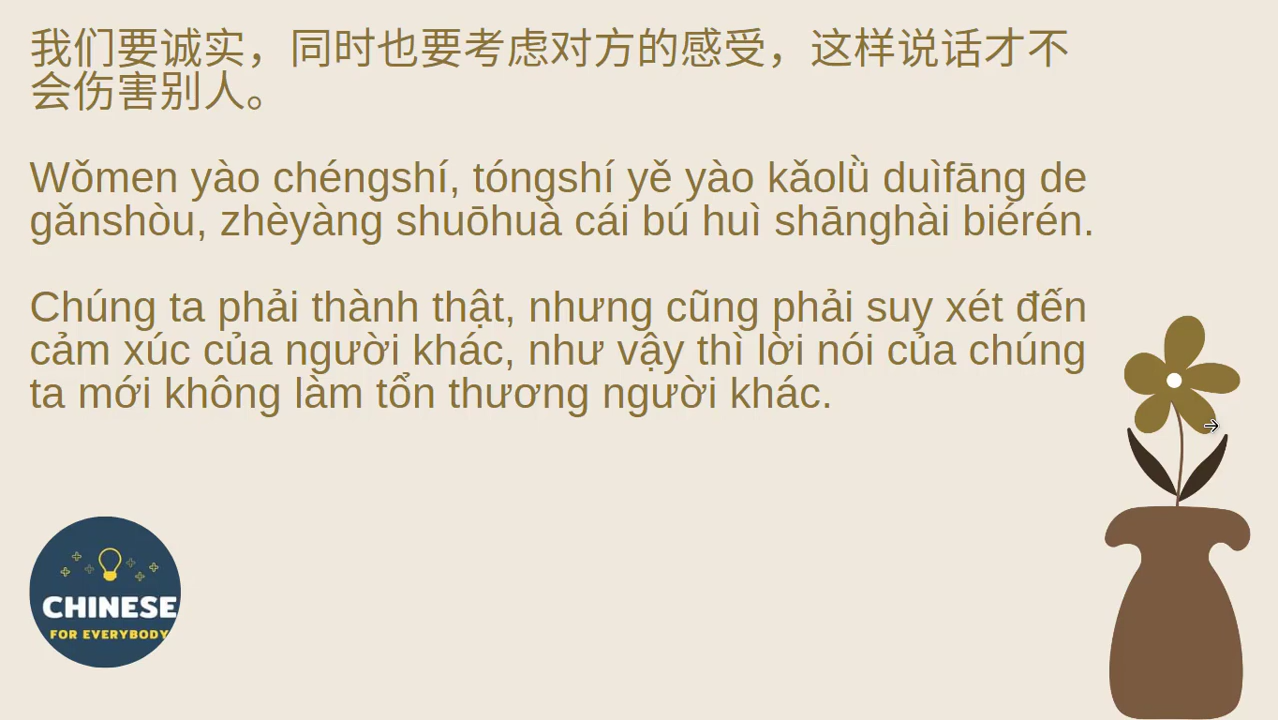 我们要诚实，同时也要考虑对方的感受，这样说话才不
会伤害别人。
Wǒmen yào chéngshí, tóngshí yě yào kǎolǜ duìfāng de
gǎnshòu, zhèyàng shuōhuà cái bú huì shānghài biérén.
Chúng ta phải thành thật, nhưng cũng phải suy xét đến
cảm xúc của người khác, như vậy thì lời nói của chúng
ta mới không làm tổn thương người khác.
CHINESE
FOR EVERYBODY